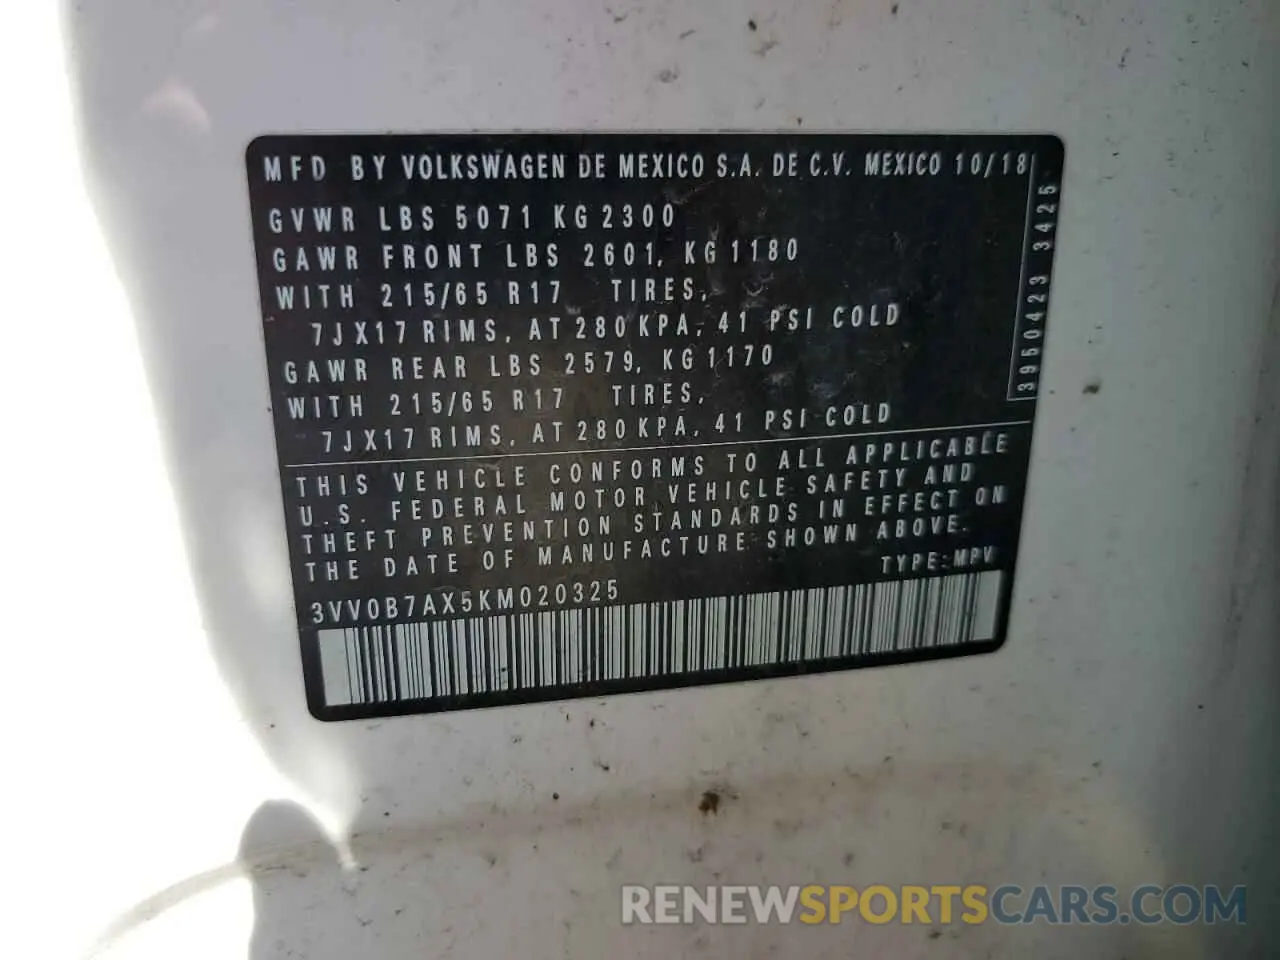 MFD BY VOLKSWAGEN DE MEXICO S.A. DE C.V. MEXICO 10/18
GVWR LBS 5071 KG 2300
GAWR FRONT LBS 2601, KG 1180
WITH 215/65 R17 TIRES,
7JX17 RIMS, AT 280 KPA, 41 PSI COLD
GAWR REAR LBS 2579, KG 1170
WITH 215/65 R17 TIRES,
7JX17 RIMS, AT 280 KPA, 41 PSI COLD
3950423 3425
THIS VEHICLE CONFORMS TO ALL APPLICABLE
U.S. FEDERAL MOTOR VEHICLE SAFETY AND
THEFT PREVENTION STANDARDS IN EFFECT ON
THE DATE OF MANUFACTURE SHOWN ABOVE.
TYPE: MPV
3VV0B7AX5KM020325
RENEWSPORTSCARS.COM